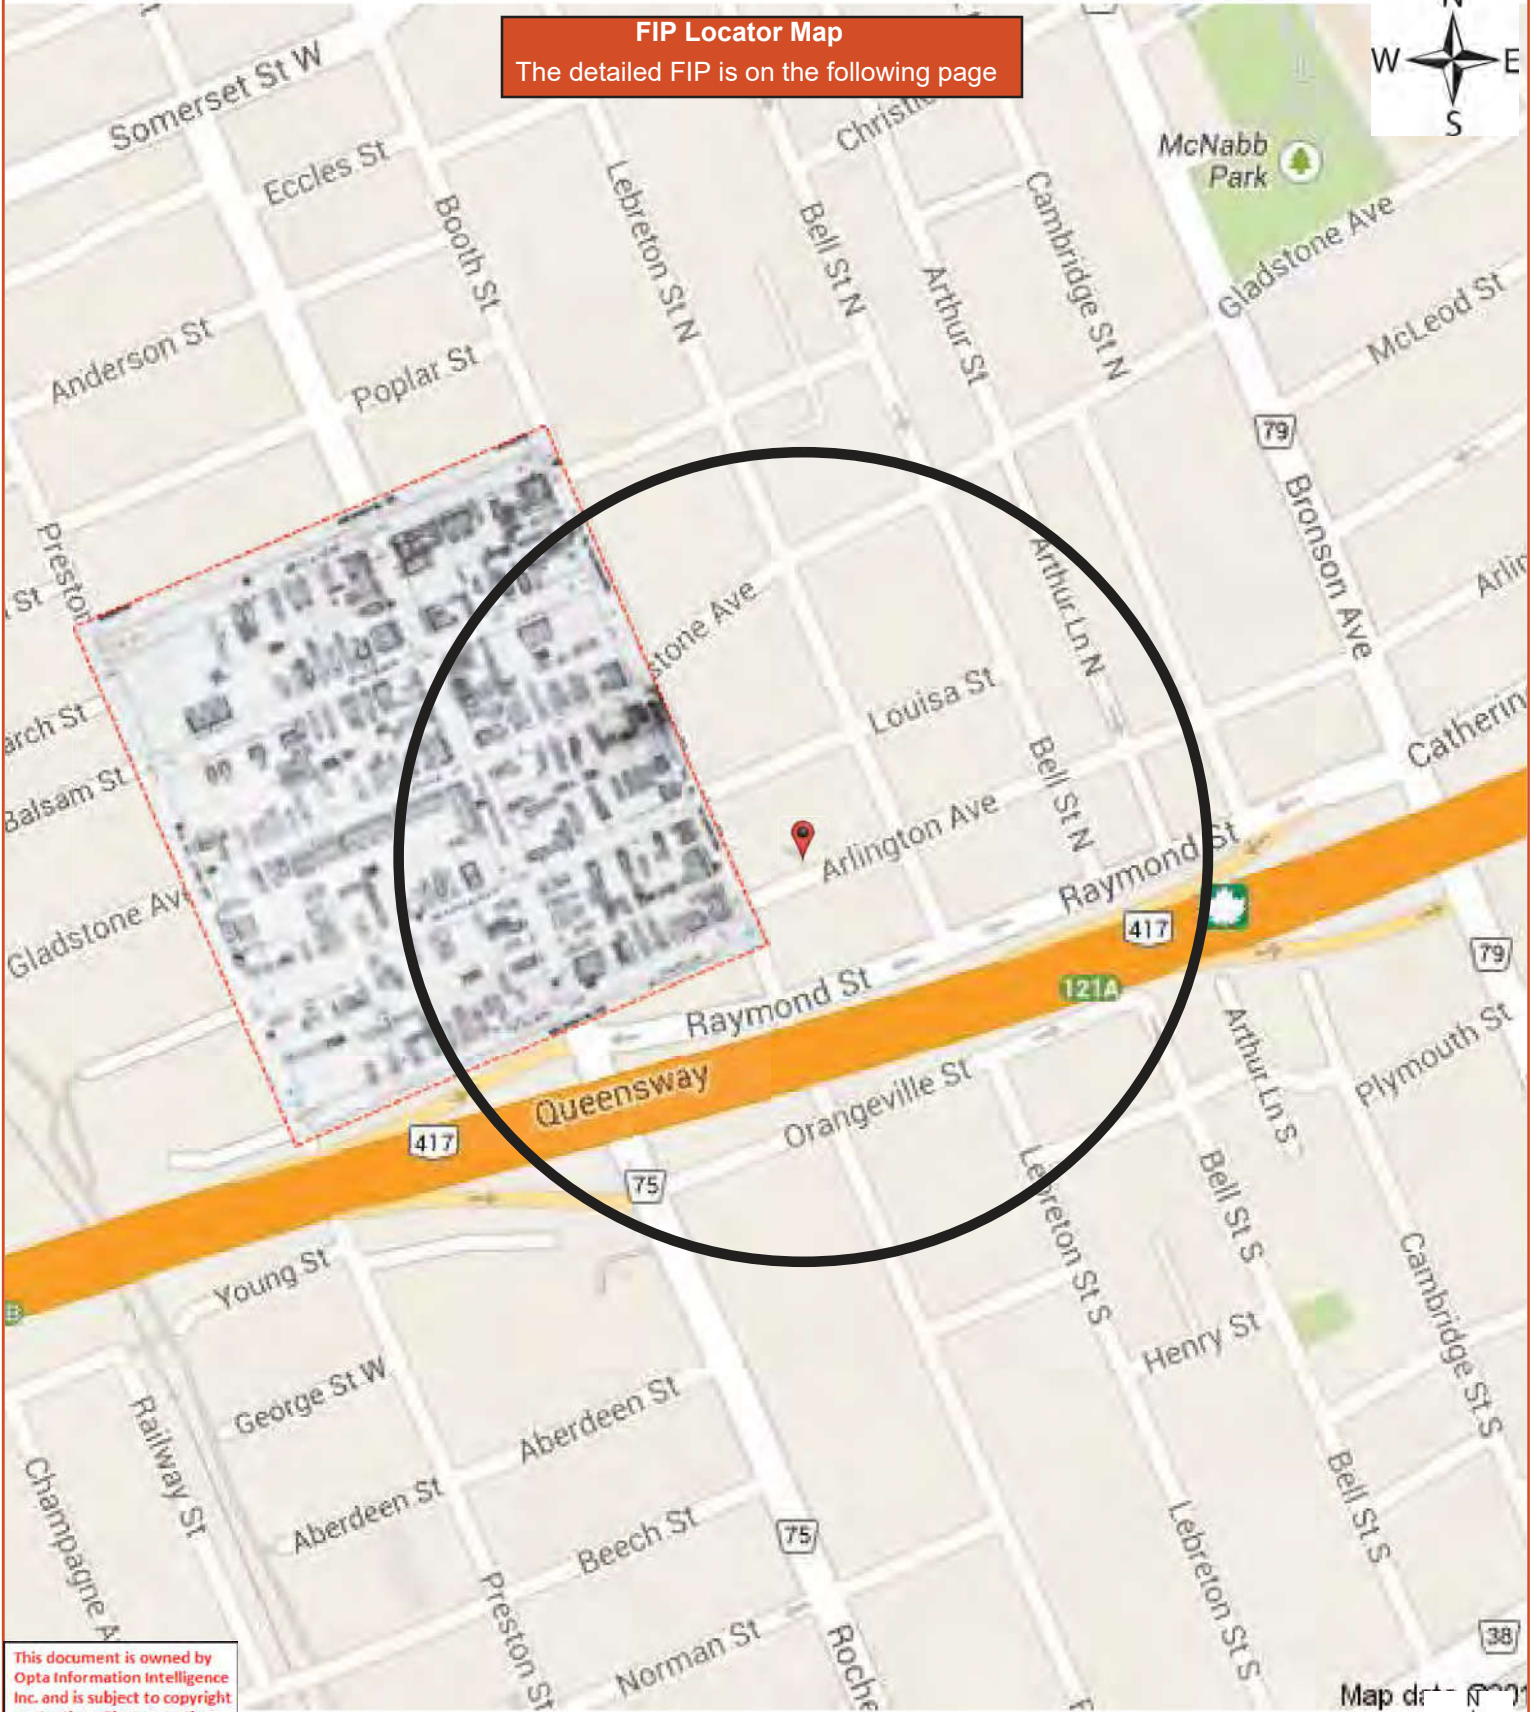 FIP Locator Map
The detailed FIP is on the following page
N
W E
S
Somerset St W
Eccles St
Booth St
Lebreton St N
Bell St N
Arthur St
Cambridge St N
McNabb
Park
Gladstone Ave
McLeod St
Anderson St
Poplar St
79
Preston
St
Bronson Ave
Arthur Ln N
stone Ave
Louisa St
arch St
Balsam St
Bell St N
Catherin
Arlington Ave
Raymond St
Gladstone Av
417
79
121A
Raymond St
Queensway
Orangeville St
Arthur Ln S
Plymouth St
417
75
Lebreton St S
Bell St S
Young St
Henry St
Cambridge St S
George St W
Aberdeen St
Railway St
Aberdeen St
Champagne A
Beech St
75
Bell St S
Lebreton St S
Preston St
Norman St
Roche
38
This document is owned by
Opta Information Intelligence
Inc. and is subject to copyright
Map dat
N